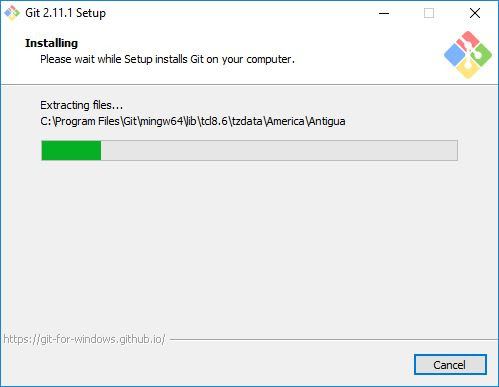 Git 2.11.1 Setup
Installing
Please wait while Setup installs Git on your computer.
Extracting files...
C:\Program Files\Git\mingw64\lib\tcl8.6\tzdata\America\Antigua
https://git-for-windows.github.io/
Cancel